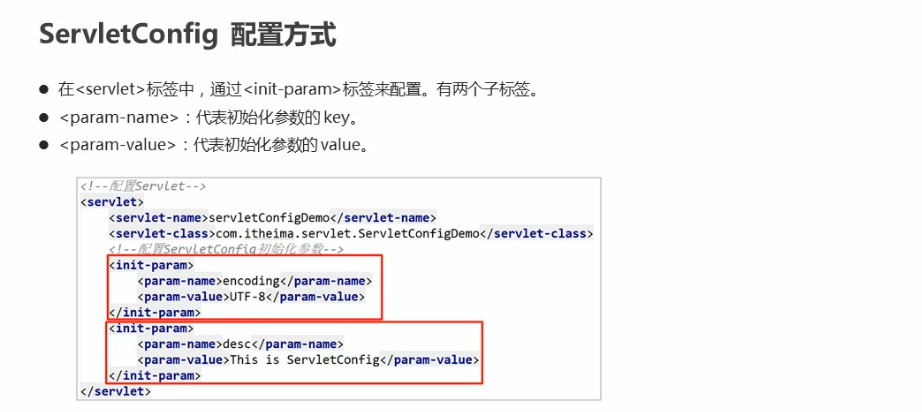 ServletConfig 配置方式
● 在<servlet>标签中，通过<init-param>标签来配置。有两个子标签。
● <param-name>：代表初始化参数的 key。
● <param-value>：代表初始化参数的 value。
<!--配置Servlet-->
<servlet>
<servlet-name>servletConfigDemo</servlet-name>
<servlet-class>com.itheima.servlet.ServletConfigDemo</servlet-class>
<!--配置ServletConfig初始化参数-->
<init-param>
<param-name>encoding</param-name>
<param-value>UTF-8</param-value>
</init-param>
<init-param>
<param-name>desc</param-name>
<param-value>This is ServletConfig</param-value>
</init-param>
</servlet>